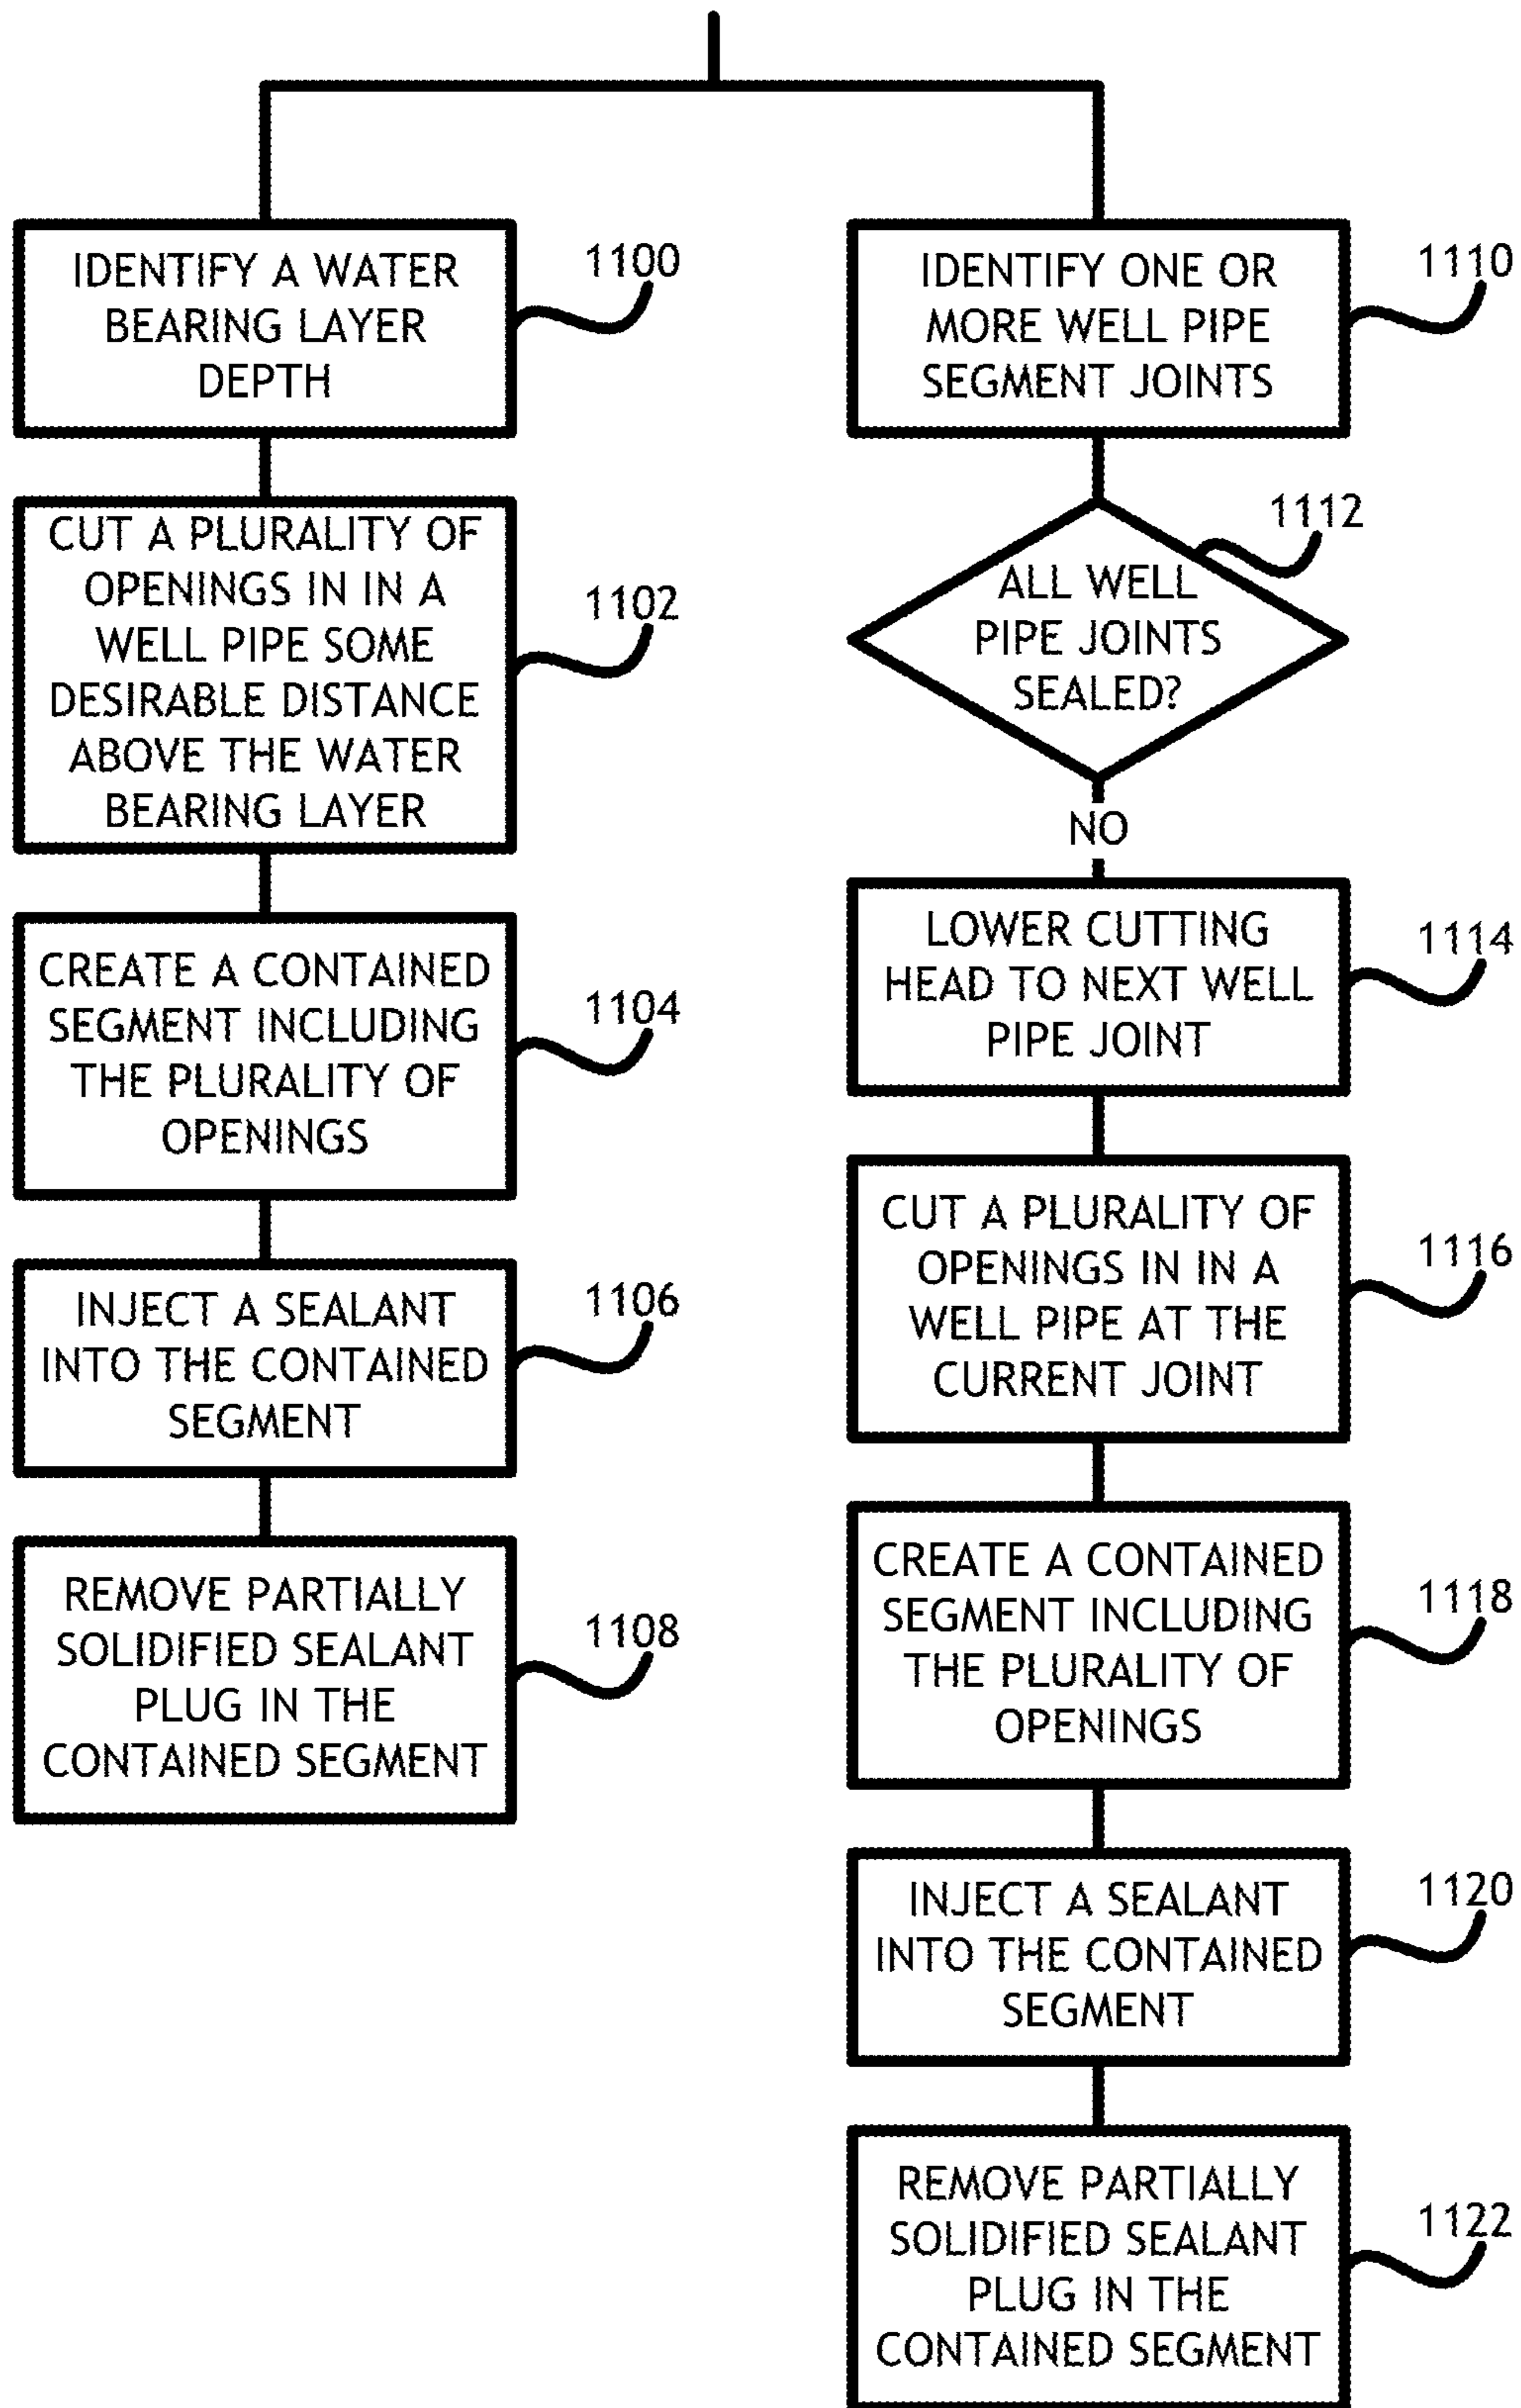 IDENTIFY A WATER
BEARING LAYER
DEPTH
1100
CUT A PLURALITY OF
OPENINGS IN IN A
WELL PIPE SOME
DESIRABLE DISTANCE
ABOVE THE WATER
BEARING LAYER
1102
CREATE A CONTAINED
SEGMENT INCLUDING
THE PLURALITY OF
OPENINGS
1104
INJECT A SEALANT
INTO THE CONTAINED
SEGMENT
1106
REMOVE PARTIALLY
SOLIDIFIED SEALANT
PLUG IN THE
CONTAINED SEGMENT
1108
IDENTIFY ONE OR
MORE WELL PIPE
SEGMENT JOINTS
1110
ALL WELL
PIPE JOINTS
SEALED?
1112
NO
LOWER CUTTING
HEAD TO NEXT WELL
PIPE JOINT
1114
CUT A PLURALITY OF
OPENINGS IN IN A
WELL PIPE AT THE
CURRENT JOINT
1116
CREATE A CONTAINED
SEGMENT INCLUDING
THE PLURALITY OF
OPENINGS
1118
INJECT A SEALANT
INTO THE CONTAINED
SEGMENT
1120
REMOVE PARTIALLY
SOLIDIFIED SEALANT
PLUG IN THE
CONTAINED SEGMENT
1122